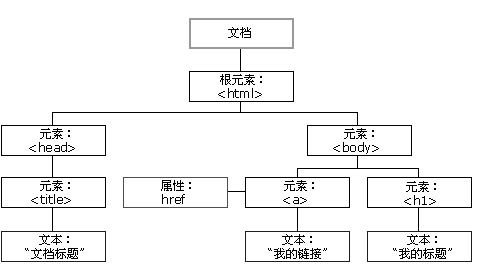 文档
根元素：
<html>
元素：
<head>
元素：
<body>
元素：
<title>
属性：
href
元素：
<a>
元素：
<h1>
文本：
“文档标题”
文本：
“我的链接”
文本：
“我的标题”